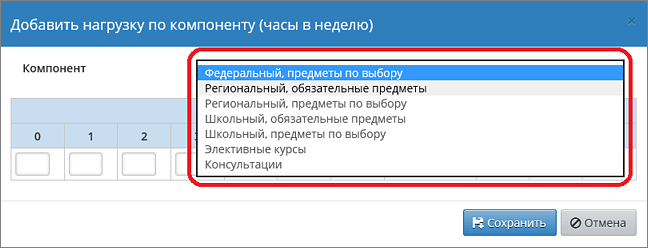 Добавить нагрузку по компоненту (часы в неделю) ×
Компонент
Федеральный, предметы по выбору
Региональный, обязательные предметы
Региональный, предметы по выбору
Школьный, обязательные предметы
Школьный, предметы по выбору
Элективные курсы
Консультации
0 1 2
Сохранить Отмена